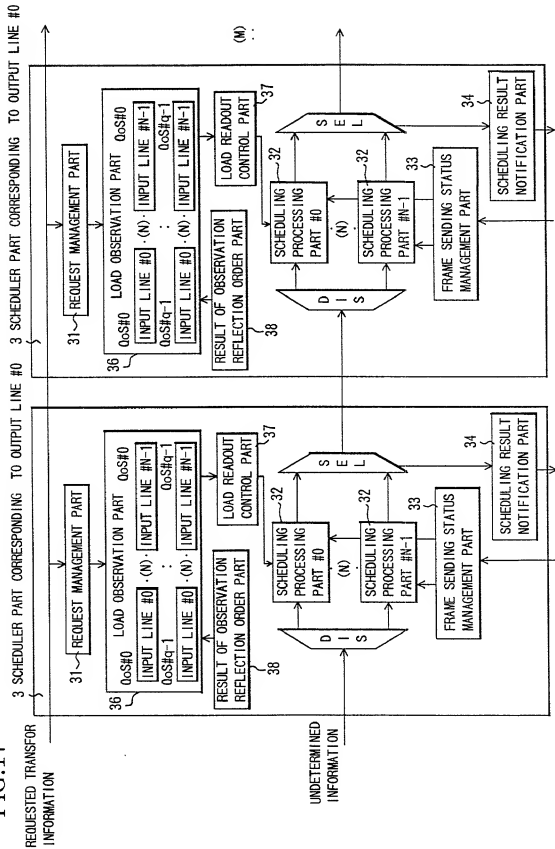 FIG.17
REQUESTED TRANSFOR
INFORMATION
3 SCHEDULER PART CORRESPONDING TO OUTPUT LINE #0
31 REQUEST MANAGEMENT PART
LOAD OBSERVATION PART
QoS#0
QoS#0
INPUT LINE #0
·(N)·
INPUT LINE #N-1
QoS#q-1
:
QoS#q-1
INPUT LINE #0
·(N)·
INPUT LINE #N-1
36
RESULT OF OBSERVATION
REFLECTION ORDER PART
38
LOAD READOUT
CONTROL PART
37
UNDETERMINED
INFORMATION
DIS
SCHEDULING
PROCESSING
PART #0
32
·(N)·
SCHEDULING
PROCESSING
PART #N-1
32
SEL
FRAME SENDING STATUS
MANAGEMENT PART
33
SCHEDULING RESULT
NOTIFICATION PART
34
3 SCHEDULER PART CORRESPONDING TO OUTPUT LINE #0
31 REQUEST MANAGEMENT PART
LOAD OBSERVATION PART
QoS#0
QoS#0
INPUT LINE #0
·(N)·
INPUT LINE #N-1
QoS#q-1
:
QoS#q-1
INPUT LINE #0
·(N)·
INPUT LINE #N-1
36
RESULT OF OBSERVATION
REFLECTION ORDER PART
38
LOAD READOUT
CONTROL PART
37
DIS
SCHEDULING
PROCESSING
PART #0
32
·(N)·
SCHEDULING
PROCESSING
PART #N-1
32
SEL
FRAME SENDING STATUS
MANAGEMENT PART
33
SCHEDULING RESULT
NOTIFICATION PART
34
(M)